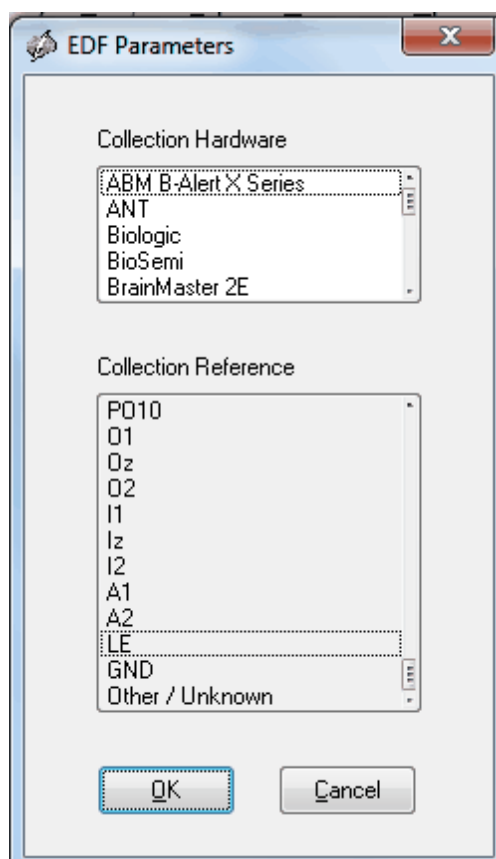 EDF Parameters
Collection Hardware
ABM B-Alert X Series
ANT
Biologic
BioSemi
BrainMaster 2E
Collection Reference
PO10
O1
Oz
O2
I1
Iz
I2
A1
A2
LE
GND
Other / Unknown
OK
Cancel